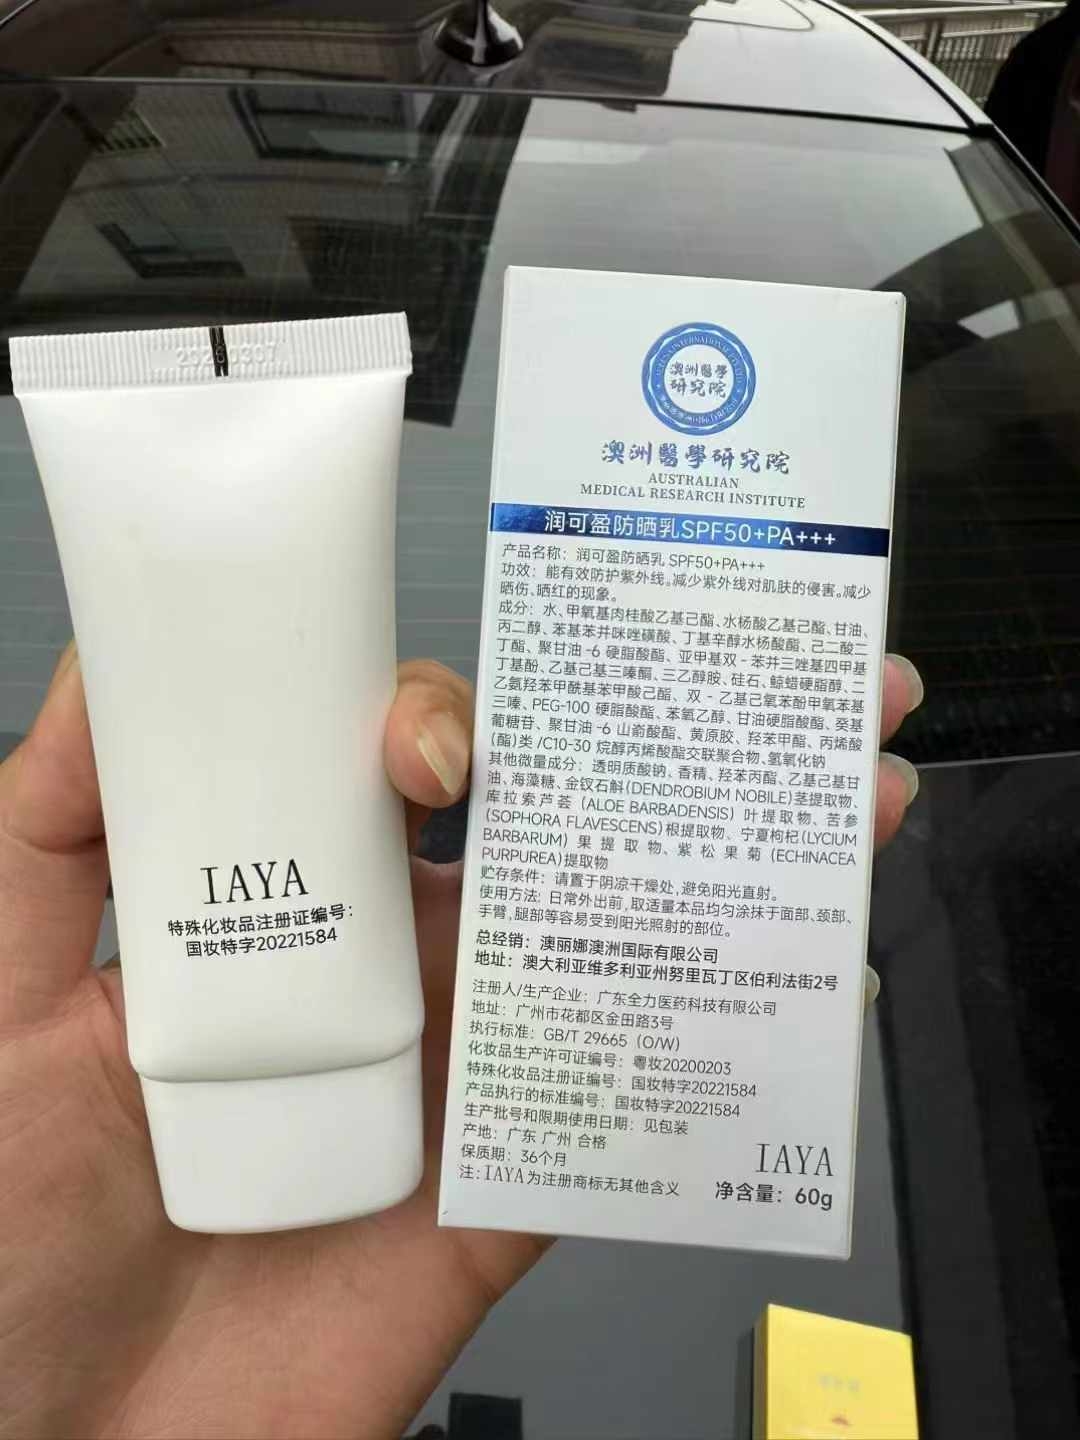 20260307
IAYA
特殊化妆品注册证编号:
国妆特字20221584
澳洲醫學
研究院
澳洲醫學研究院
AUSTRALIAN
MEDICAL RESEARCH INSTITUTE
润可盈防晒乳SPF50+PA+++
产品名称：润可盈防晒乳 SPF50+PA+++
功效：能有效防护紫外线。减少紫外线对肌肤的侵害。减少
晒伤、晒红的现象。
成分：水、甲氧基肉桂酸乙基己酯、水杨酸乙基己酯、甘油、
丙二醇、苯基苯并咪唑磺酸、丁基辛醇水杨酸酯、己二酸二
丁酯、聚甘油-6 硬脂酸酯、亚甲基双-苯并三唑基四甲基
丁基酚、乙基己基三嗪酮、三乙醇胺、硅石、鲸蜡硬脂醇、二
乙氨羟苯甲酰基苯甲酸己酯、双-乙基己氧苯酚甲氧苯基
三嗪、PEG-100 硬脂酸酯、苯氧乙醇、甘油硬脂酸酯、癸基
葡糖苷、聚甘油-6 山嵛酸酯、黄原胶、羟苯甲酯、丙烯酸
(酯)类 /C10-30 烷醇丙烯酸酯交联聚合物、氢氧化钠
其他微量成分：透明质酸钠、香精、羟苯丙酯、乙基己基甘
油、海藻糖、金钗石斛(DENDROBIUM NOBILE)茎提取物、
库拉索芦荟 (ALOE BARBADENSIS) 叶提取物、苦参
(SOPHORA FLAVESCENS)根提取物、宁夏枸杞(LYCIUM
BARBARUM) 果提取物、紫松果菊 (ECHINACEA
PURPUREA)提取物
贮存条件：请置于阴凉干燥处,避免阳光直射。
使用方法: 日常外出前,取适量本品均匀涂抹于面部、颈部、
手臂,腿部等容易受到阳光照射的部位。
总经销：澳丽娜澳洲国际有限公司
地址：澳大利亚维多利亚州努里瓦丁区伯利法街2号
注册人/生产企业：广东全力医药科技有限公司
地址：广州市花都区金田路3号
执行标准：GB/T 29665（O/W）
化妆品生产许可证编号：粤妆20200203
特殊化妆品注册证编号：国妆特字20221584
产品执行的标准编号：国妆特字20221584
生产批号和限期使用日期：见包装
产地：广东 广州 合格
保质期：36个月
注:IAYA为注册商标无其他含义
IAYA
净含量：60g